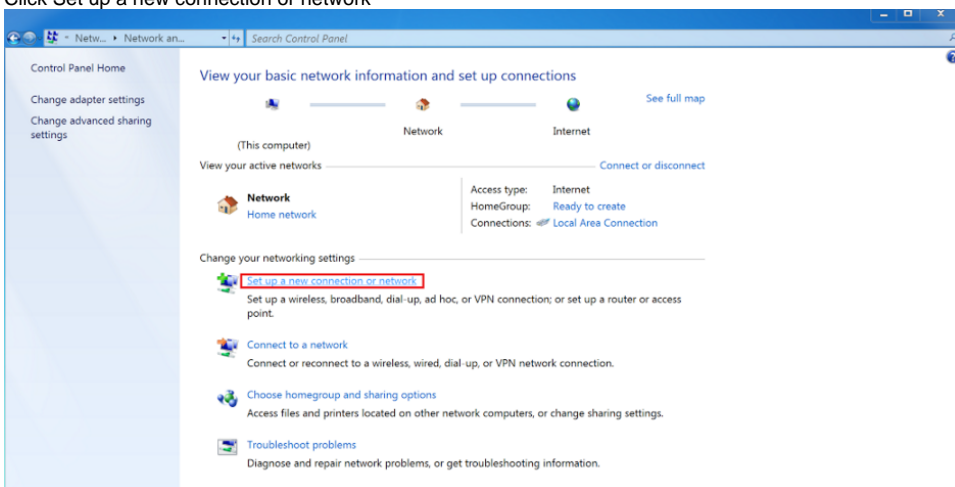 Click Set up a new connection or network
Netw... ▸ Network an...
Search Control Panel
Control Panel Home
Change adapter settings
Change advanced sharing
settings
View your basic network information and set up connections
See full map
(This computer)
Network
Internet
View your active networks
Connect or disconnect
Network
Home network
Access type: Internet
HomeGroup: Ready to create
Connections: Local Area Connection
Change your networking settings
Set up a new connection or network
Set up a wireless, broadband, dial-up, ad hoc, or VPN connection; or set up a router or access
point.
Connect to a network
Connect or reconnect to a wireless, wired, dial-up, or VPN network connection.
Choose homegroup and sharing options
Access files and printers located on other network computers, or change sharing settings.
Troubleshoot problems
Diagnose and repair network problems, or get troubleshooting information.